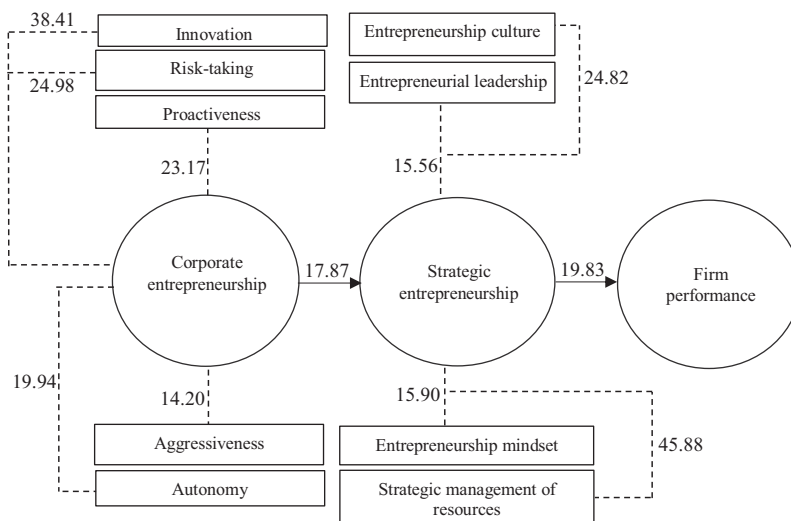 38.41
Innovation
Entrepreneurship culture
Risk-taking
24.98
Entrepreneurial leadership
24.82
Proactiveness
23.17
15.56
Corporate
entrepreneurship
17.87
Strategic
entrepreneurship
19.83
Firm
performance
19.94
14.20
15.90
Aggressiveness
Entrepreneurship mindset
45.88
Autonomy
Strategic management of
resources